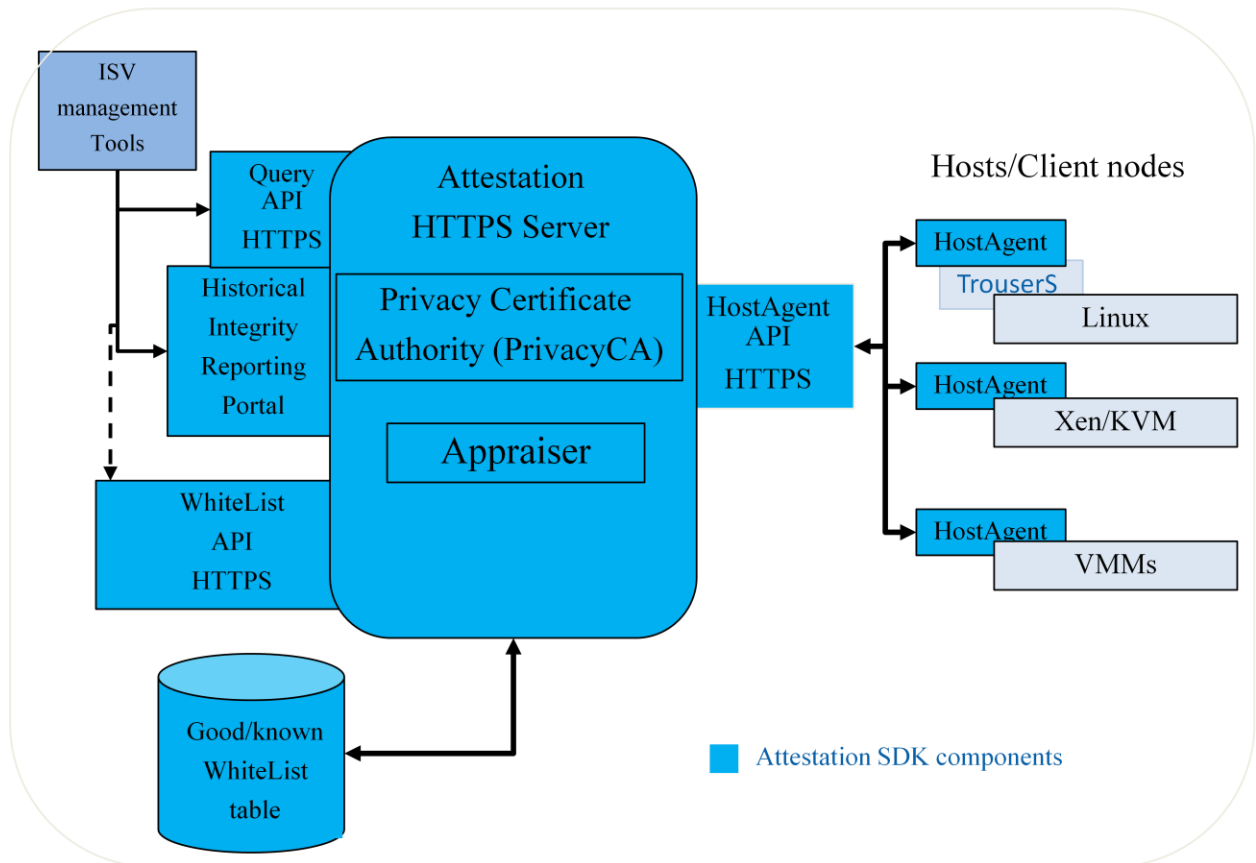 ISV
management
Tools
Query
API
HTTPS
Historical
Integrity
Reporting
Portal
WhiteList
API
HTTPS
Attestation
HTTPS Server
Privacy Certificate
Authority (PrivacyCA)
Appraiser
HostAgent
API
HTTPS
Hosts/Client nodes
HostAgent
TrouserS
Linux
HostAgent
Xen/KVM
HostAgent
VMMs
Good/known
WhiteList
table
Attestation SDK components